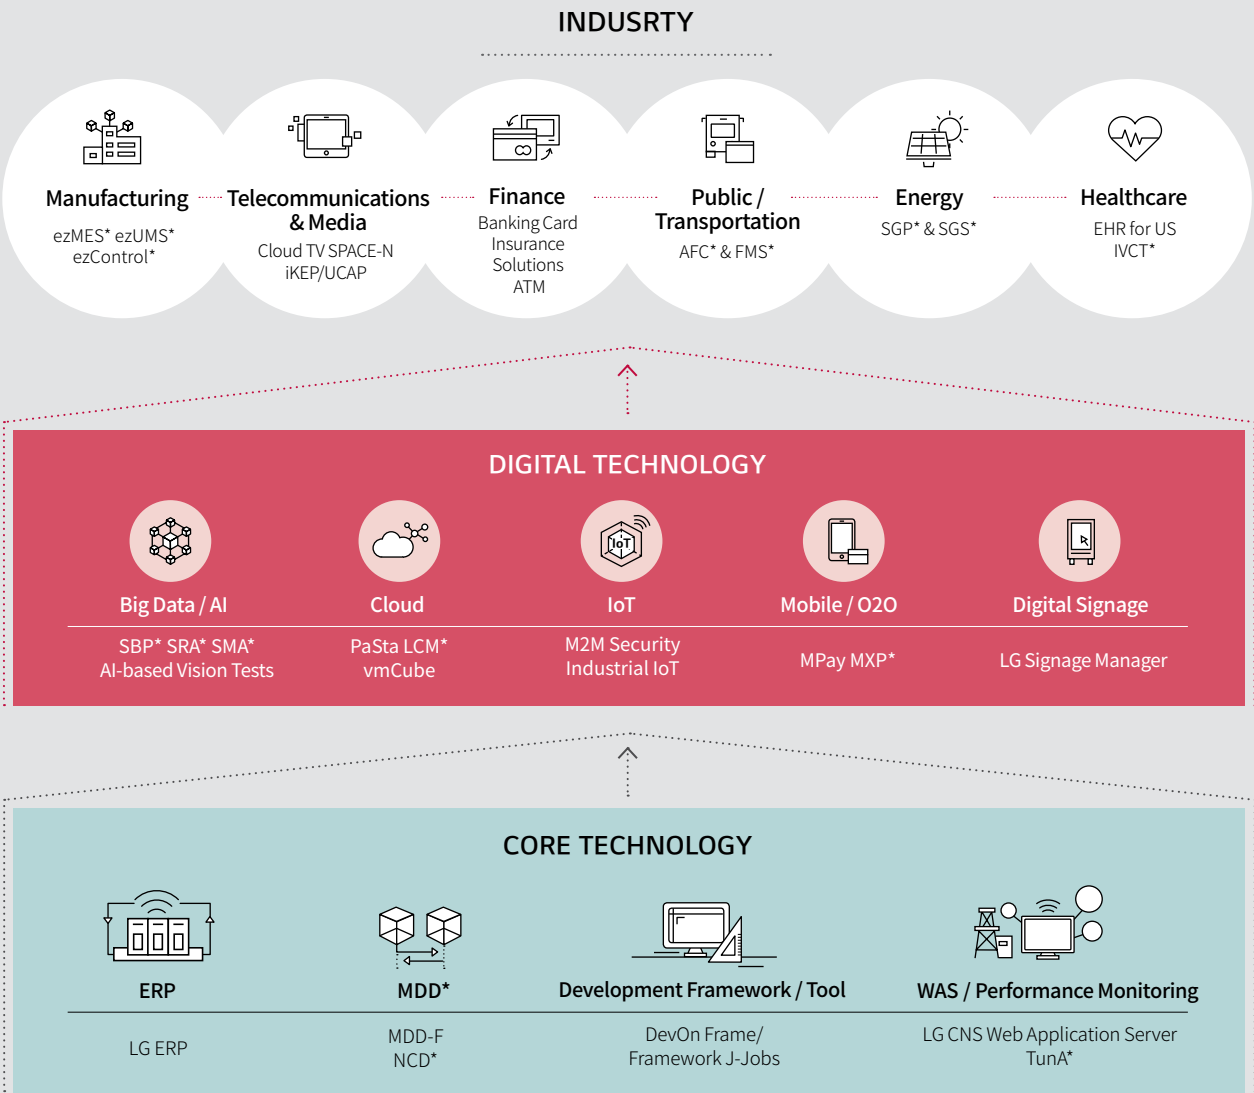 INDUSRTY
Manufacturing
ezMES* ezUMS*
ezControl*
Telecommunications
& Media
Cloud TV SPACE-N
iKEP/UCAP
Finance
Banking Card
Insurance
Solutions
ATM
Public /
Transportation
AFC* & FMS*
Energy
SGP* & SGS*
Healthcare
EHR for US
IVCT*
DIGITAL TECHNOLOGY
Big Data / AI
SBP* SRA* SMA*
AI-based Vision Tests
Cloud
PaSta LCM*
vmCube
IoT
IoT
M2M Security
Industrial IoT
Mobile / O2O
MPay MXP*
Digital Signage
LG Signage Manager
CORE TECHNOLOGY
ERP
LG ERP
MDD*
MDD-F
NCD*
Development Framework / Tool
DevOn Frame/
Framework J-Jobs
WAS / Performance Monitoring
LG CNS Web Application Server
TunA*